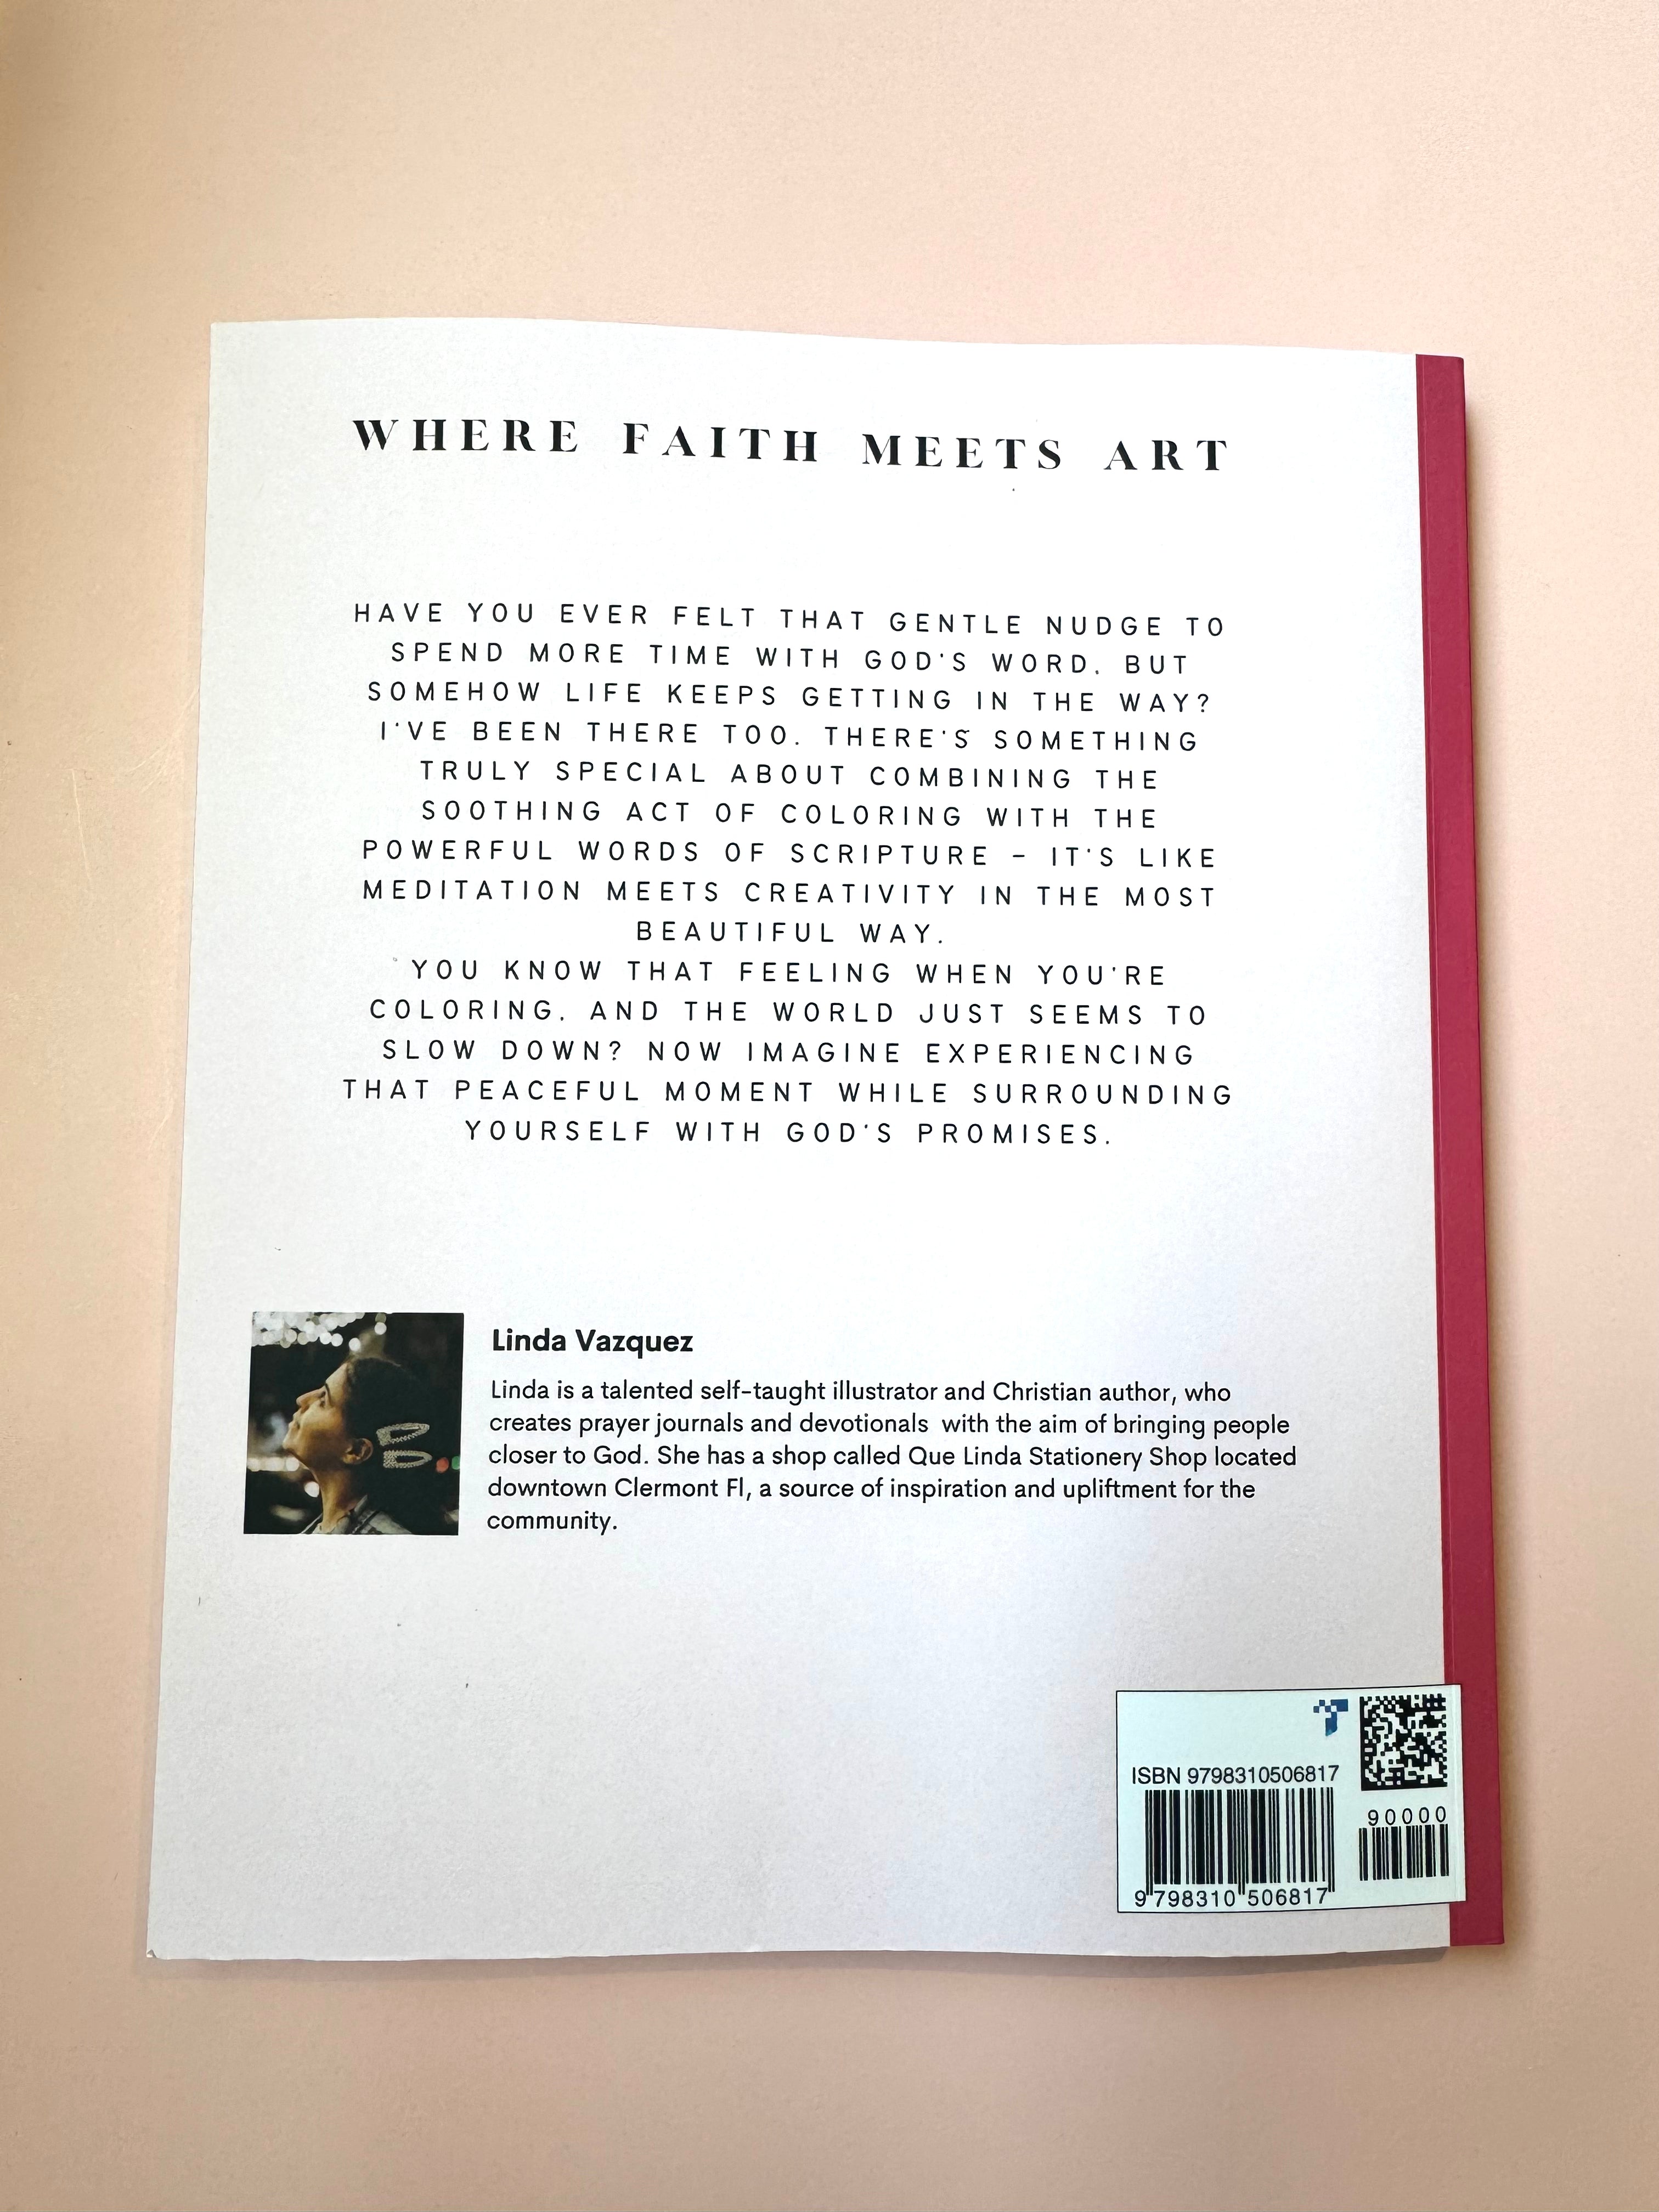 WHERE FAITH MEETS ART
HAVE YOU EVER FELT THAT GENTLE NUDGE TO
SPEND MORE TIME WITH GOD'S WORD, BUT
SOMEHOW LIFE KEEPS GETTING IN THE WAY?
I'VE BEEN THERE TOO. THERE'S SOMETHING
TRULY SPECIAL ABOUT COMBINING THE
SOOTHING ACT OF COLORING WITH THE
POWERFUL WORDS OF SCRIPTURE – IT'S LIKE
MEDITATION MEETS CREATIVITY IN THE MOST
BEAUTIFUL WAY.
YOU KNOW THAT FEELING WHEN YOU'RE
COLORING, AND THE WORLD JUST SEEMS TO
SLOW DOWN? NOW IMAGINE EXPERIENCING
THAT PEACEFUL MOMENT WHILE SURROUNDING
YOURSELF WITH GOD'S PROMISES.
Linda Vazquez
Linda is a talented self-taught illustrator and Christian author, who
creates prayer journals and devotionals  with the aim of bringing people
closer to God. She has a shop called Que Linda Stationery Shop located
downtown Clermont Fl, a source of inspiration and upliftment for the
community.
ISBN 9798310506817
90000
9 798310 506817